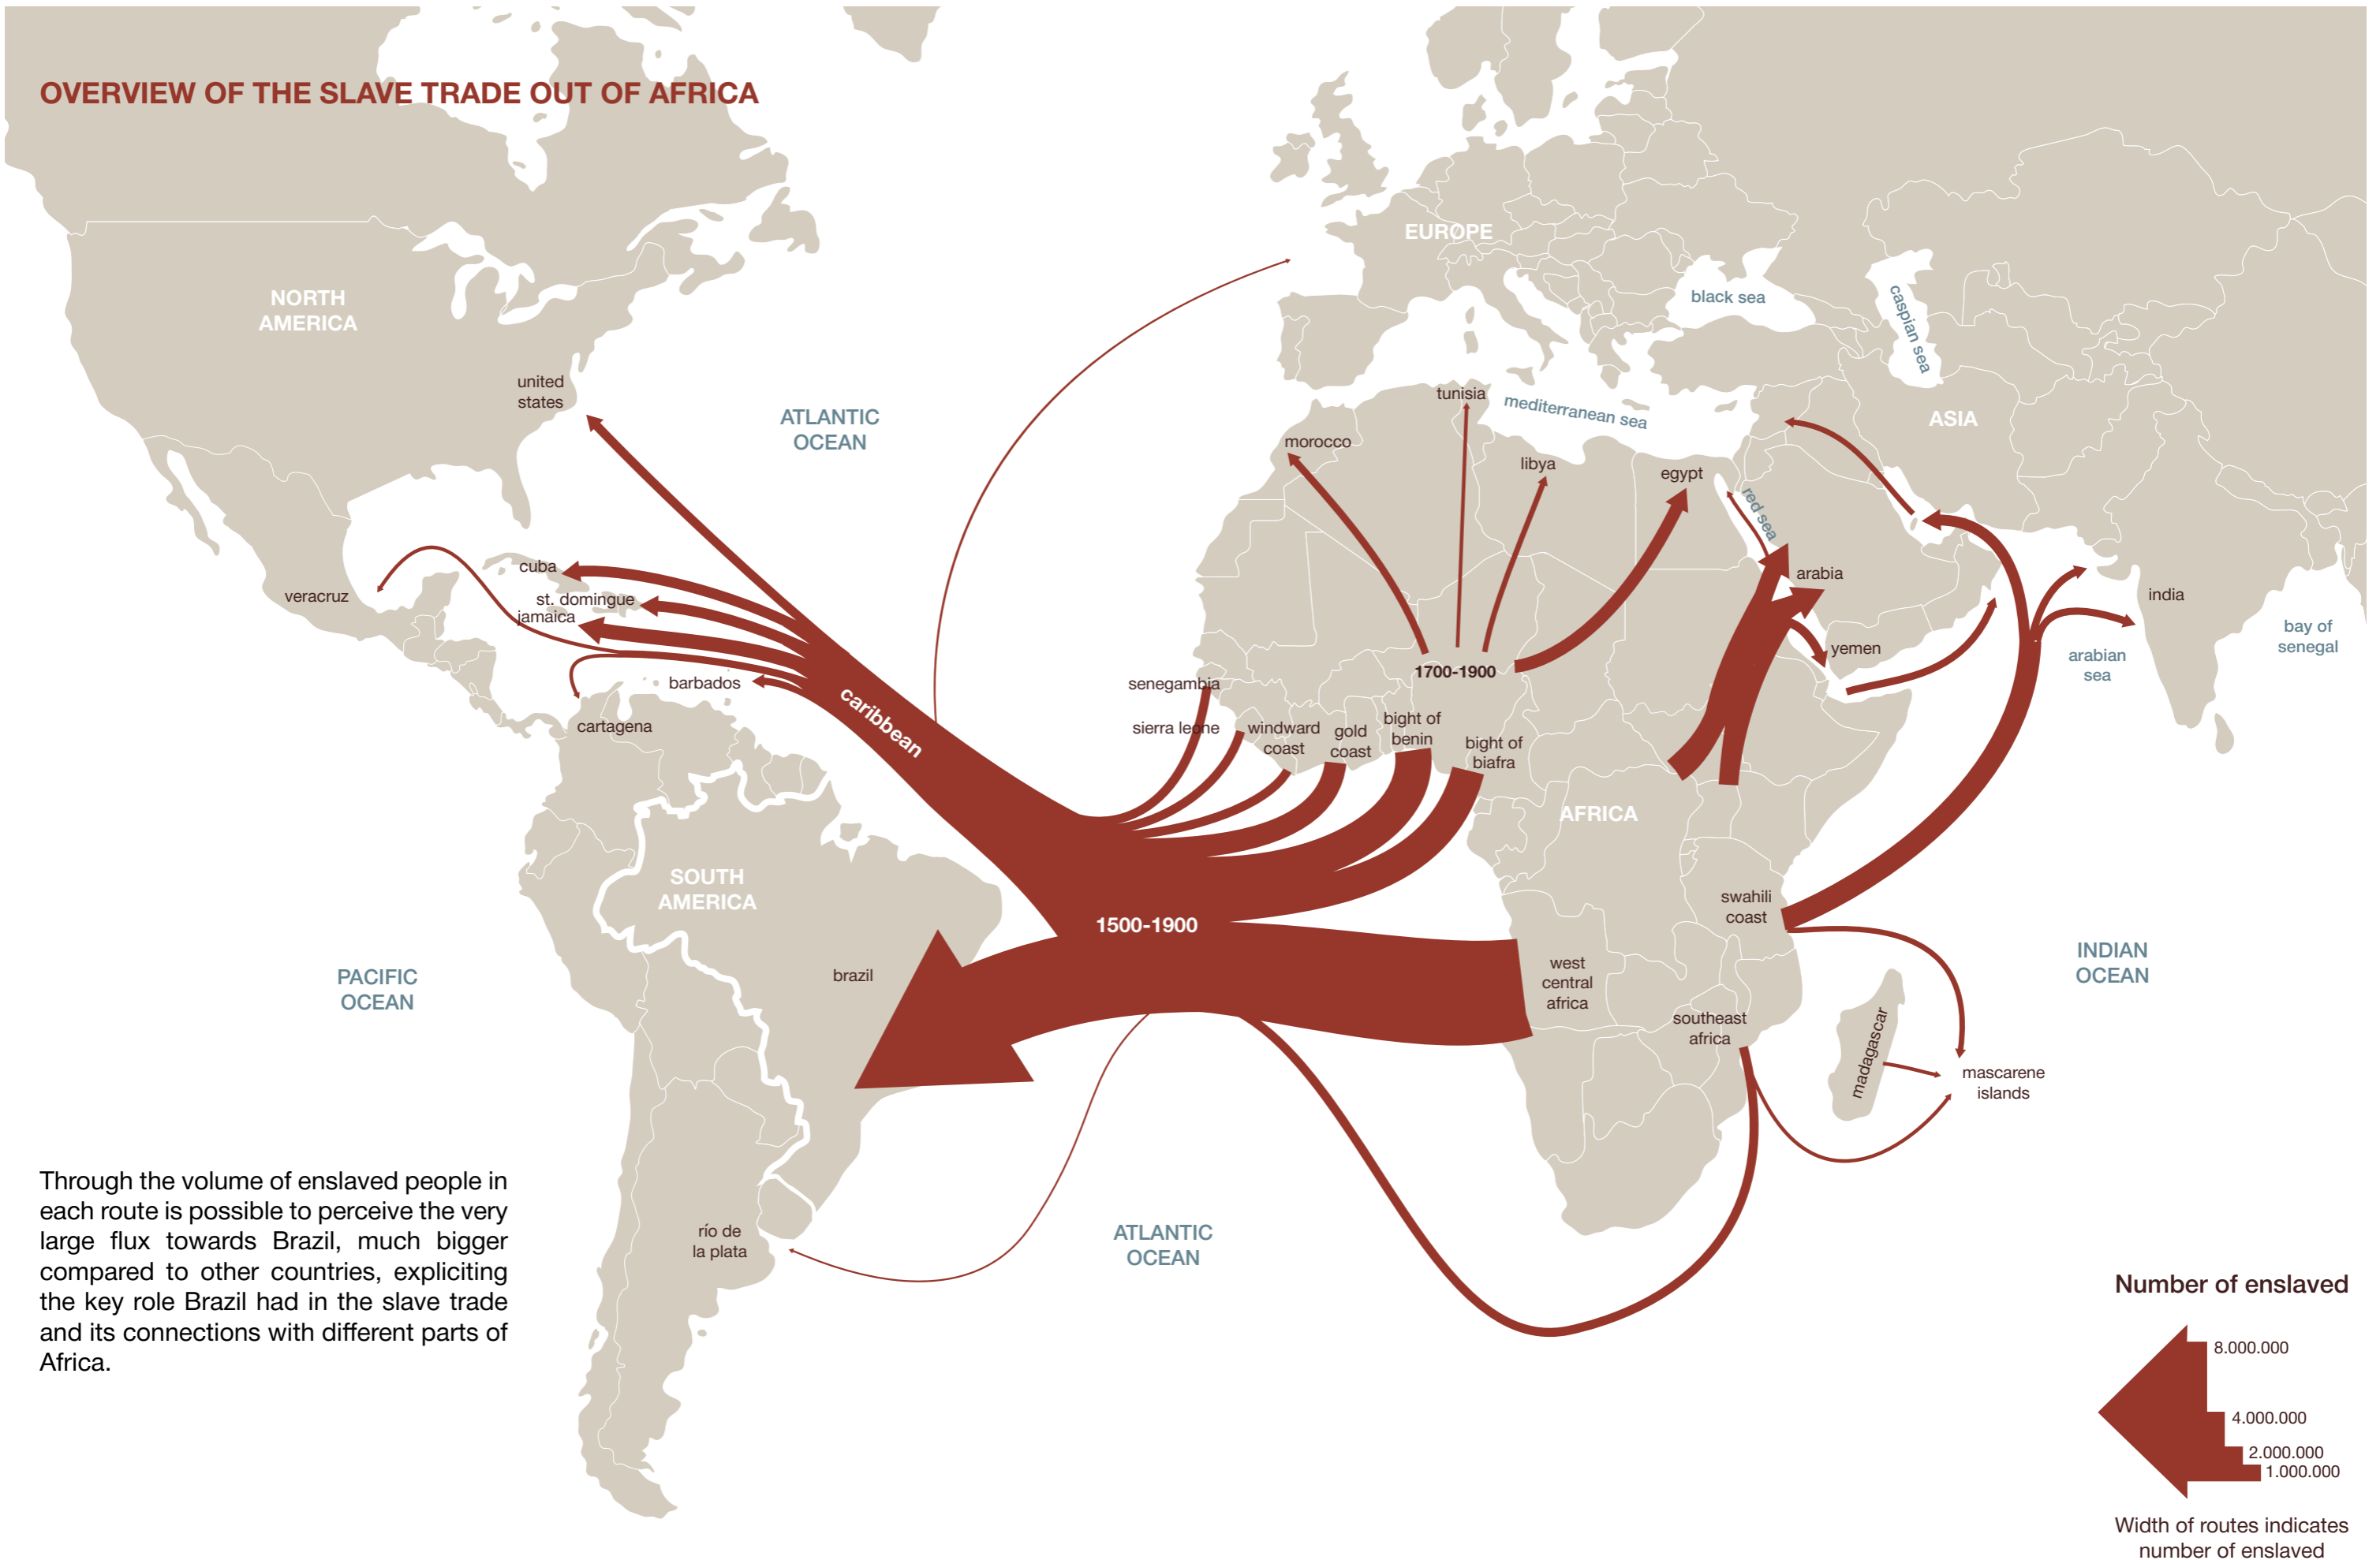 OVERVIEW OF THE SLAVE TRADE OUT OF AFRICA
NORTH
AMERICA
united
states
ATLANTIC
OCEAN
EUROPE
black sea
caspian sea
ASIA
tunisia
mediterranean sea
morocco
libya
egypt
red sea
arabia
yemen
india
arabian
sea
bay of
senegal
cuba
st. domingue
jamaica
veracruz
barbados
cartagena
caribbean
1700-1900
senegambia
sierra leone
windward
coast
gold
coast
bight of
benin
bight of
biafra
AFRICA
SOUTH
AMERICA
1500-1900
brazil
PACIFIC
OCEAN
west
central
africa
swahili
coast
southeast
africa
madagascar
mascarene
islands
INDIAN
OCEAN
río de
la plata
ATLANTIC
OCEAN
Through the volume of enslaved people in
each route is possible to perceive the very
large flux towards Brazil, much bigger
compared to other countries, expliciting
the key role Brazil had in the slave trade
and its connections with different parts of
Africa.
Number of enslaved
8.000.000
4.000.000
2.000.000
1.000.000
Width of routes indicates
number of enslaved